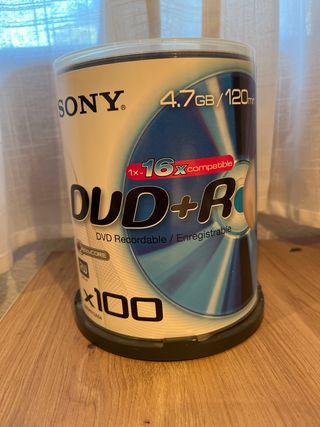 SONY®
4.7GB / 120min
1x-16x compatible
DVD+R
DVD Recordable / Enregistrable
x100